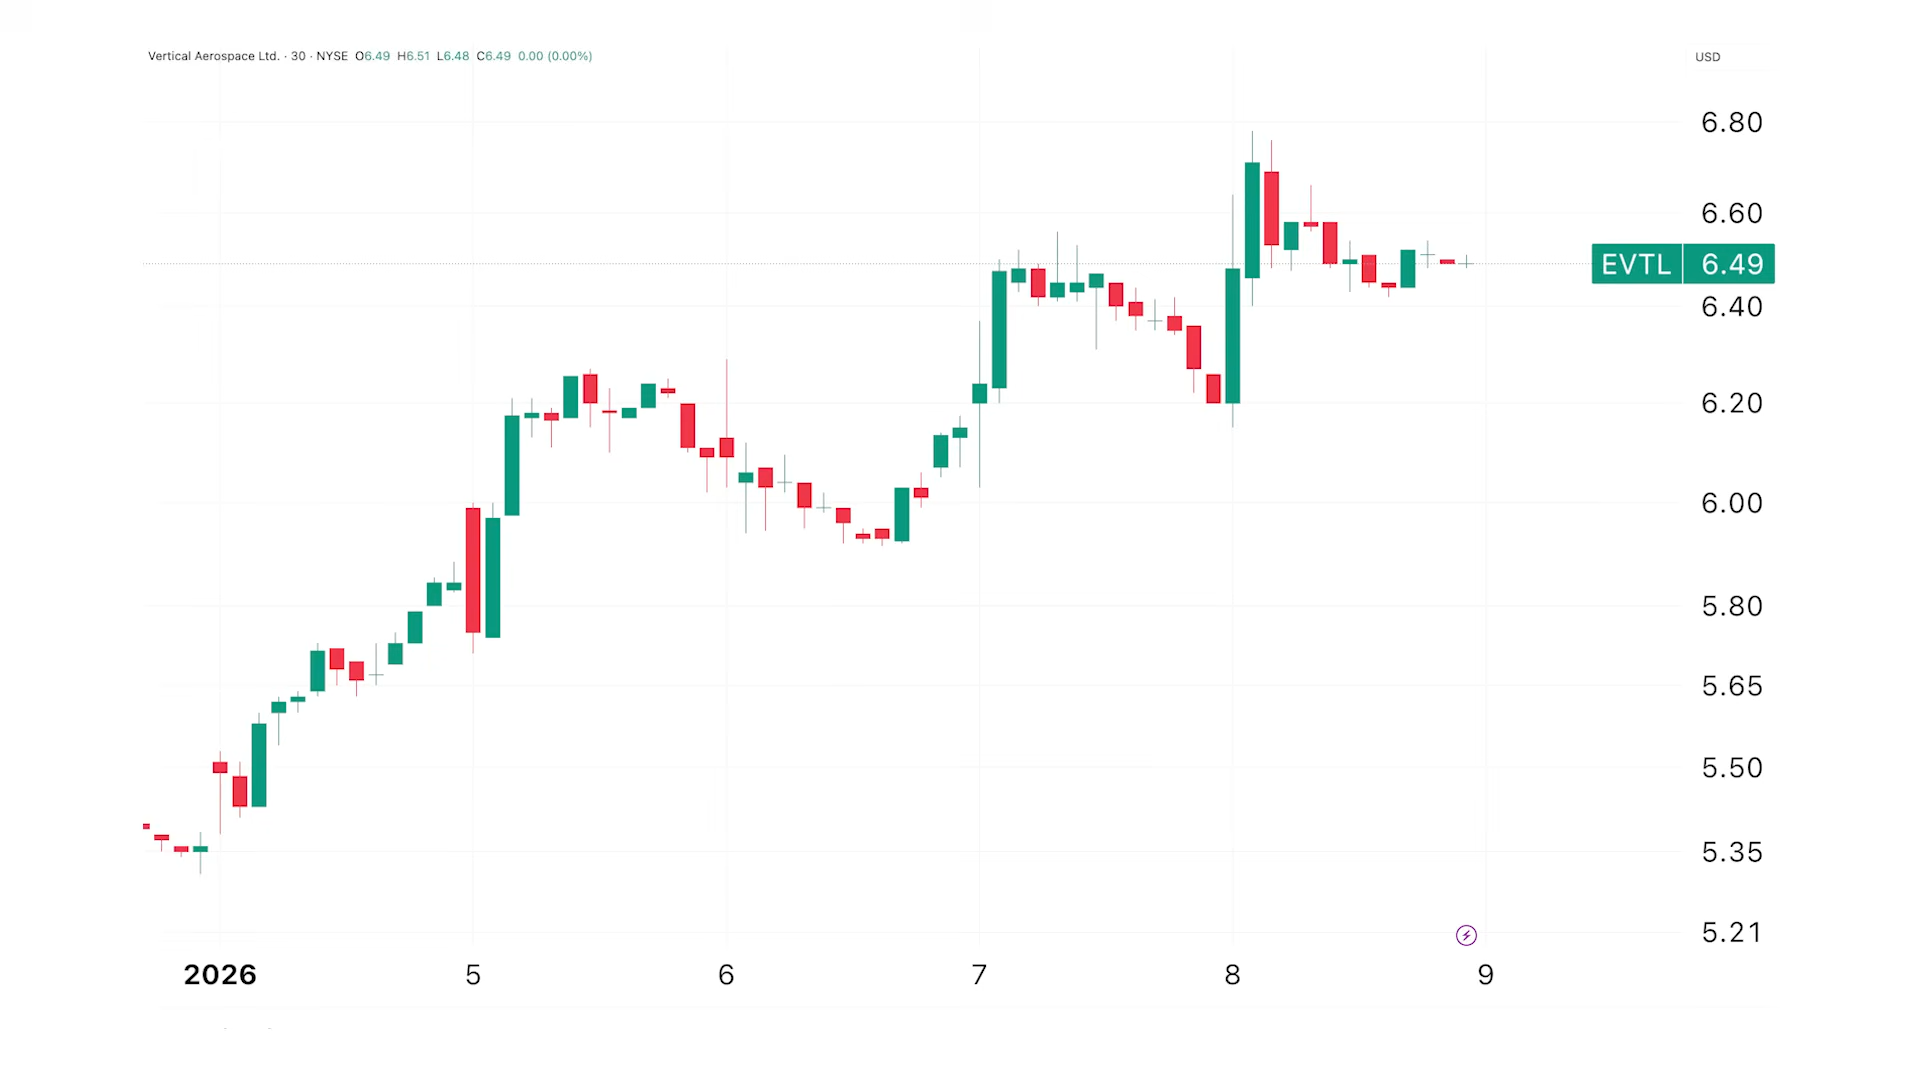 Vertical Aerospace Ltd. · 30 · NYSE O6.49 H6.51 L6.48 C6.49 0.00 (0.00%)
USD
6.80
6.60
EVTL 6.49
6.40
6.20
6.00
5.80
5.65
5.50
5.35
5.21
2026 5 6 7 8 9